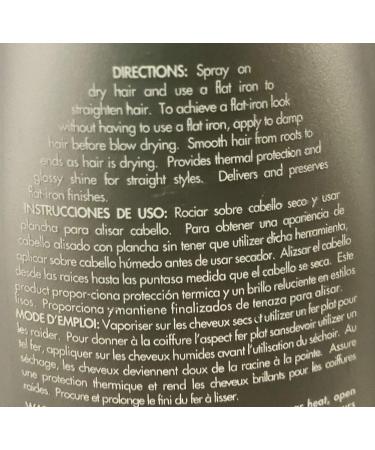 DIRECTIONS: Spray on
dry hair and use a flat iron to
straighten hair. To achieve a flat-iron look
without having to use a flat iron, apply to damp
hair before blow drying. Smooth hair from roots to
ends as hair is drying. Provides thermal protection and
glossy shine for straight styles. Delivers and preserves
flat-iron finishes.
INSTRUCCIONES DE USO: Rociar sobre cabello seco y usar
plancha para alisar cabello. Para obtener una apariencia de
cabello alisado con plancha sin tener que utilizer dicha herramienta,
aplicar sobre cabello húmedo antes de usar secador. Alizsar el cabello
desde las raices hasta las puntasa medida que el cabello se seca. Este
product propor-ciona protección termica y un brillo reluciente en estilos
lisos. Proporciona y mantiene finalizados de tenaza para alisar.
MODE D'EMPLOI: Vaporiser sur les cheveux secs et utilizer un fer plat pour
les raider. Pour donner à la coiffure l'aspect fer plat sansdevoir utilizer un
tel fer, appliquer sur les cheveux humides avant l'utilisation du séchoir. Au
séchage, les cheveux deviennent doux de la racine à la pointe. Assure
une protection thermique et rend les cheveux brillants pour les coiffures
raides. Procure et prolonge le fini du fer à lisser.
heat, open